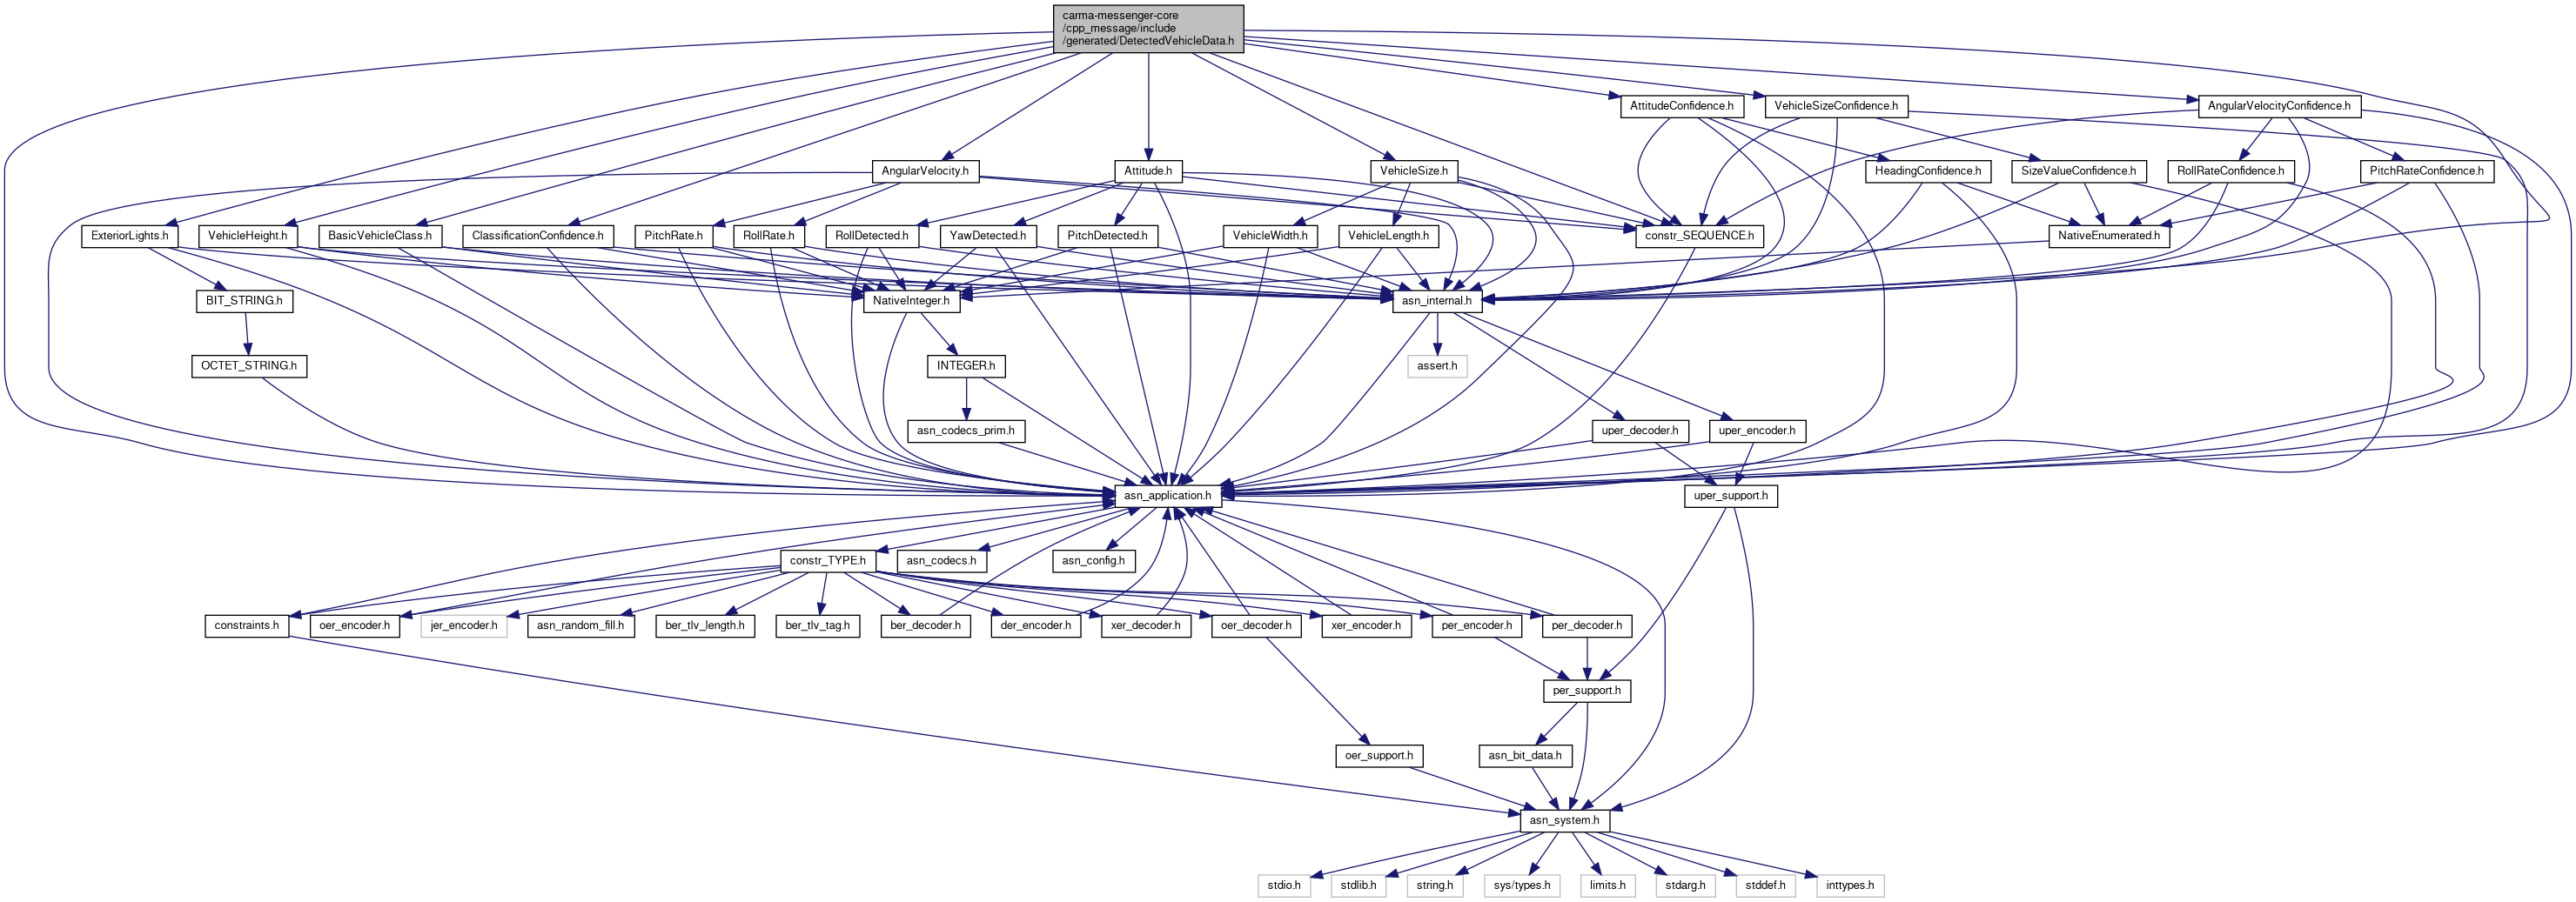 carma-messenger-core
/cpp_message/include
/generated/DetectedVehicleData.h
AttitudeConfidence.h
VehicleSizeConfidence.h
AngularVelocityConfidence.h
AngularVelocity.h
Attitude.h
VehicleSize.h
HeadingConfidence.h
SizeValueConfidence.h
RollRateConfidence.h
PitchRateConfidence.h
ExteriorLights.h
VehicleHeight.h
BasicVehicleClass.h
ClassificationConfidence.h
PitchRate.h
RollRate.h
RollDetected.h
YawDetected.h
PitchDetected.h
VehicleWidth.h
VehicleLength.h
constr_SEQUENCE.h
NativeEnumerated.h
BIT_STRING.h
NativeInteger.h
asn_internal.h
OCTET_STRING.h
INTEGER.h
assert.h
asn_codecs_prim.h
uper_decoder.h
uper_encoder.h
asn_application.h
uper_support.h
constr_TYPE.h
asn_codecs.h
asn_config.h
constraints.h
oer_encoder.h
jer_encoder.h
asn_random_fill.h
ber_tlv_length.h
ber_tlv_tag.h
ber_decoder.h
der_encoder.h
xer_decoder.h
oer_decoder.h
xer_encoder.h
per_encoder.h
per_decoder.h
per_support.h
oer_support.h
asn_bit_data.h
asn_system.h
stdio.h
stdlib.h
string.h
sys/types.h
limits.h
stdarg.h
stddef.h
inttypes.h